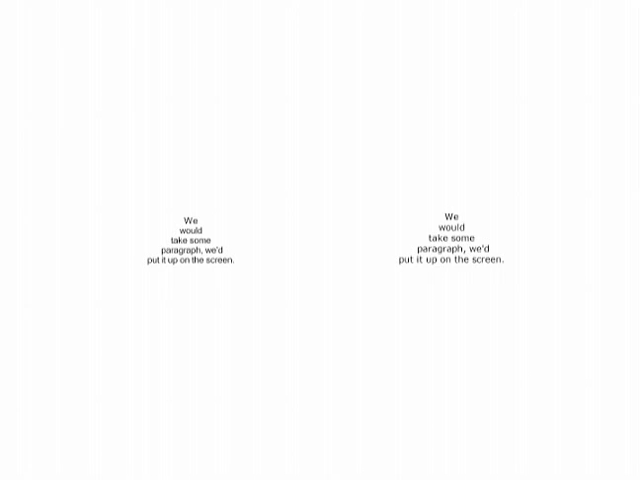 We
would
take some
paragraph, we'd
put it up on the screen.
We
would
take some
paragraph, we'd
put it up on the screen.